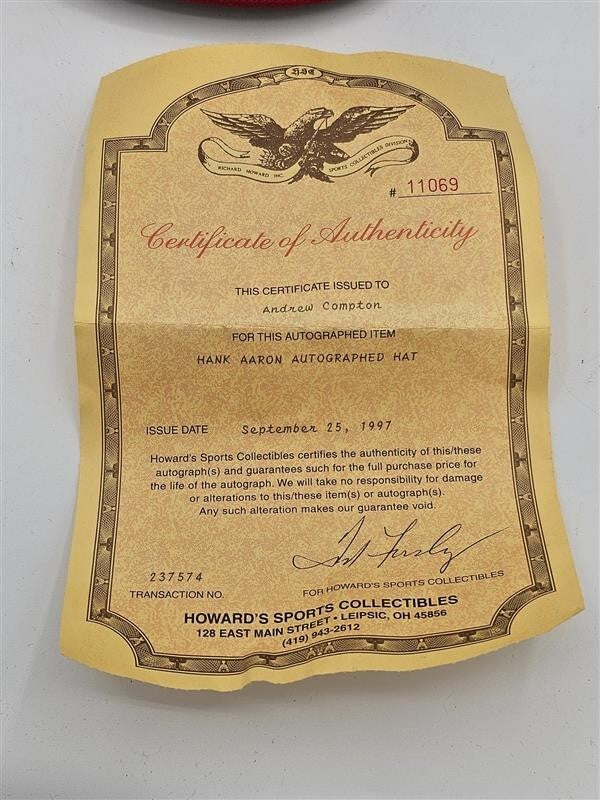 HSC
RICHARD HOWARD INC. SPORTS COLLECTIBLES DIVISION
# 11069
Certificate of Authenticity
THIS CERTIFICATE ISSUED TO
Andrew Compton
FOR THIS AUTOGRAPHED ITEM
HANK AARON AUTOGRAPHED HAT
ISSUE DATE September 25, 1997
Howard's Sports Collectibles certifies the authenticity of this/these
autograph(s) and guarantees such for the full purchase price for
the life of the autograph. We will take no responsibility for damage
or alterations to this/these item(s) or autograph(s).
Any such alteration makes our guarantee void.
237574
TRANSACTION NO. FOR HOWARD'S SPORTS COLLECTIBLES
HOWARD'S SPORTS COLLECTIBLES
128 EAST MAIN STREET • LEIPSIC, OH 45856
(419) 943-2612